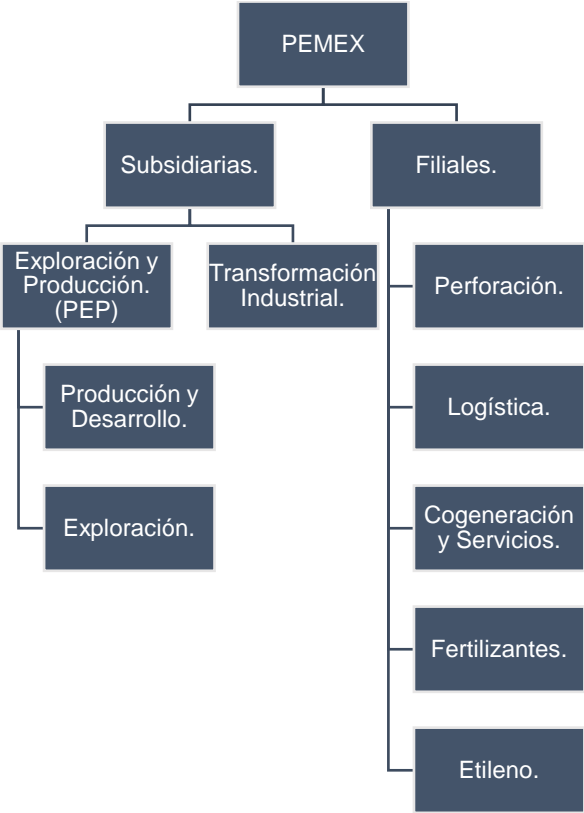 PEMEX
Subsidiarias.
Filiales.
Exploración y
Producción.
(PEP)
Transformación
Industrial.
Perforación.
Producción y
Desarrollo.
Logística.
Exploración.
Cogeneración
y Servicios.
Fertilizantes.
Etileno.